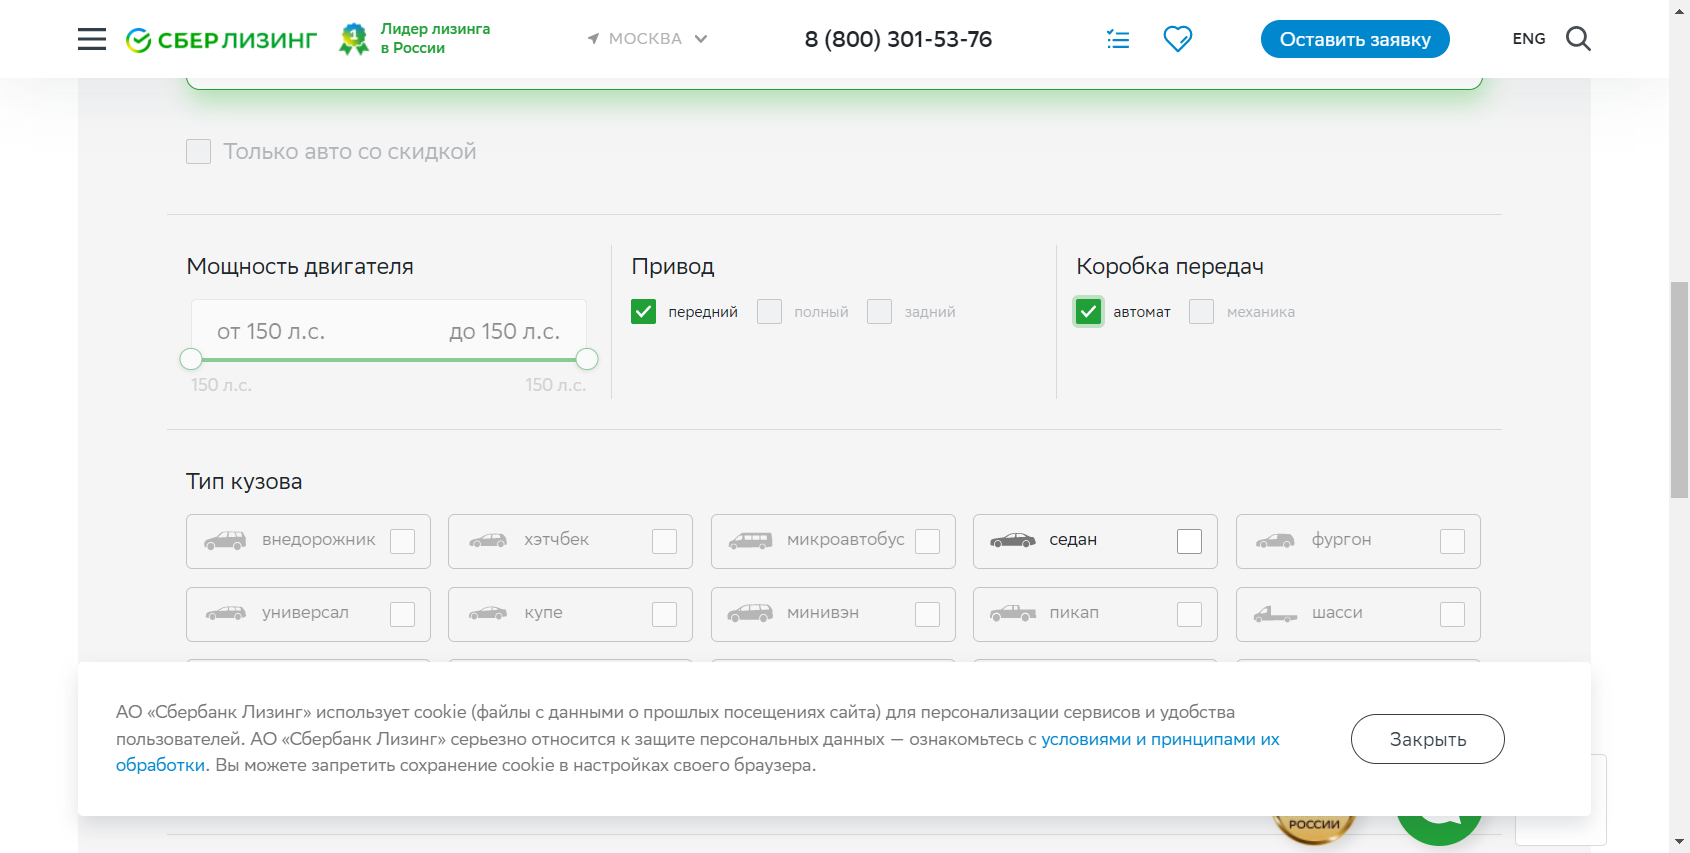 СБЕР ЛИЗИНГ
Лидер лизинга
в России
МОСКВА
8 (800) 301-53-76
Оставить заявку
ENG
Только авто со скидкой
Мощность двигателя
Привод
Коробка передач
от 150 л.с.
до 150 л.с.
150 л.с.
150 л.с.
передний
полный
задний
автомат
механика
Тип кузова
внедорожник
хэтчбек
микроавтобус
седан
фургон
универсал
купе
минивэн
пикап
шасси
АО «Сбербанк Лизинг» использует cookie (файлы с данными о прошлых посещениях сайта) для персонализации сервисов и удобства
пользователей. АО «Сбербанк Лизинг» серьезно относится к защите персональных данных — ознакомьтесь с условиями и принципами их
обработки. Вы можете запретить сохранение cookie в настройках своего браузера.
Закрыть
РОССИИ